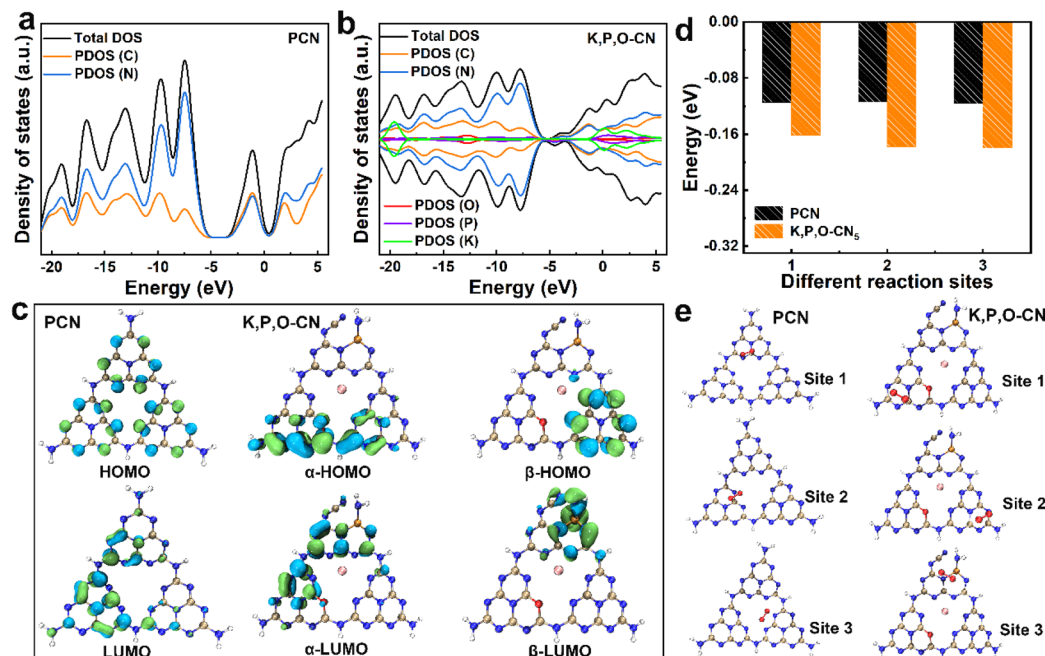 a
PCN
Total DOS
PDOS (C)
PDOS (N)
Density of states (a.u.)
-20 -15 -10 -5 0 5
Energy (eV)
b
K,P,O-CN
Total DOS
PDOS (C)
PDOS (N)
PDOS (O)
PDOS (P)
PDOS (K)
Density of states (a.u.)
-20 -15 -10 -5 0 5
Energy (eV)
d
0.00
-0.08
-0.16
-0.24
-0.32
Energy (eV)
PCN
K,P,O-CN5
1 2 3
Different reaction sites
c
PCN
K,P,O-CN
HOMO
α-HOMO
β-HOMO
LUMO
α-LUMO
β-LUMO
e
PCN
K,P,O-CN
Site 1
Site 1
Site 2
Site 2
Site 3
Site 3